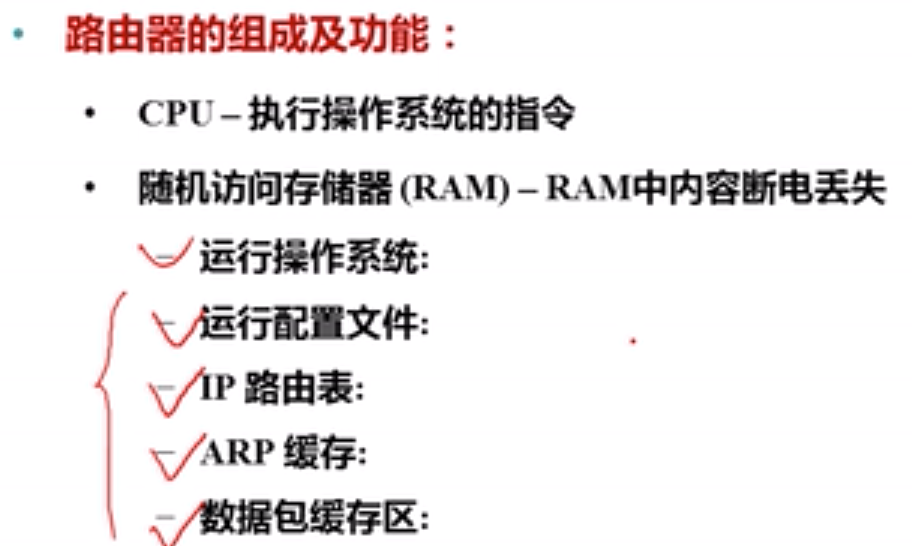 • 路由器的组成及功能：
• CPU – 执行操作系统的指令
• 随机访问存储器 (RAM) – RAM中内容断电丢失
– 运行操作系统:
– 运行配置文件:
– IP 路由表:
– ARP 缓存:
– 数据包缓存区: